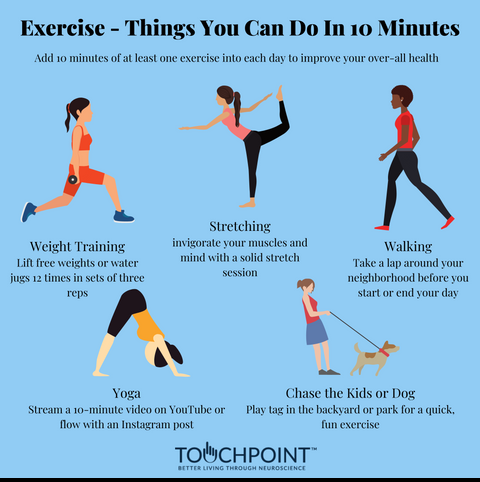 Exercise - Things You Can Do In 10 Minutes
Add 10 minutes of at least one exercise into each day to improve your over-all health
Weight Training
Lift free weights or water
jugs 12 times in sets of three
reps
Stretching
invigorate your muscles and
mind with a solid stretch
session
Walking
Take a lap around your
neighborhood before you
start or end your day
Yoga
Stream a 10-minute video on YouTube or
flow with an Instagram post
Chase the Kids or Dog
Play tag in the backyard or park for a quick,
fun exercise
TOUCHPOINT™
BETTER LIVING THROUGH NEUROSCIENCE